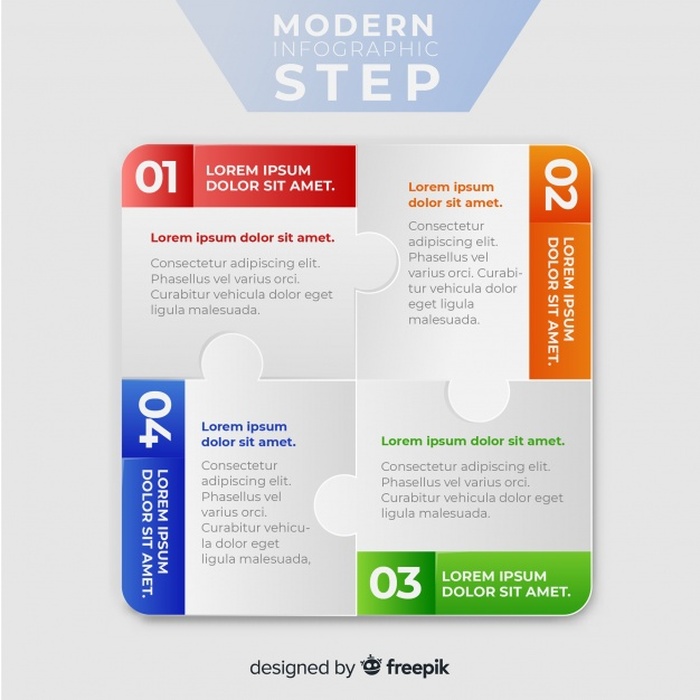 MODERN
INFOGRAPHIC
STEP
01
LOREM IPSUM
DOLOR SIT AMET.
Lorem ipsum dolor sit amet.
Consectetur adipiscing elit.
Phasellus vel varius orci.
Curabitur vehicula dolor eget
ligula malesuada.
02
LOREM IPSUM
DOLOR SIT AMET.
Lorem ipsum
dolor sit amet.
Consectetur
adipiscing elit.
Phasellus vel
varius orci. Curabi-
tur vehicula dolor
eget ligula
malesuada.
03
LOREM IPSUM
DOLOR SIT AMET.
Lorem ipsum dolor sit amet.
Consectetur adipiscing elit.
Phasellus vel varius orci.
Curabitur vehicula dolor eget
ligula malesuada.
04
LOREM IPSUM
DOLOR SIT AMET.
Lorem ipsum
dolor sit amet.
Consectetur
adipiscing elit.
Phasellus vel
varius orci.
Curabitur vehicu-
la dolor eget
ligula malesuada,
designed by freepik